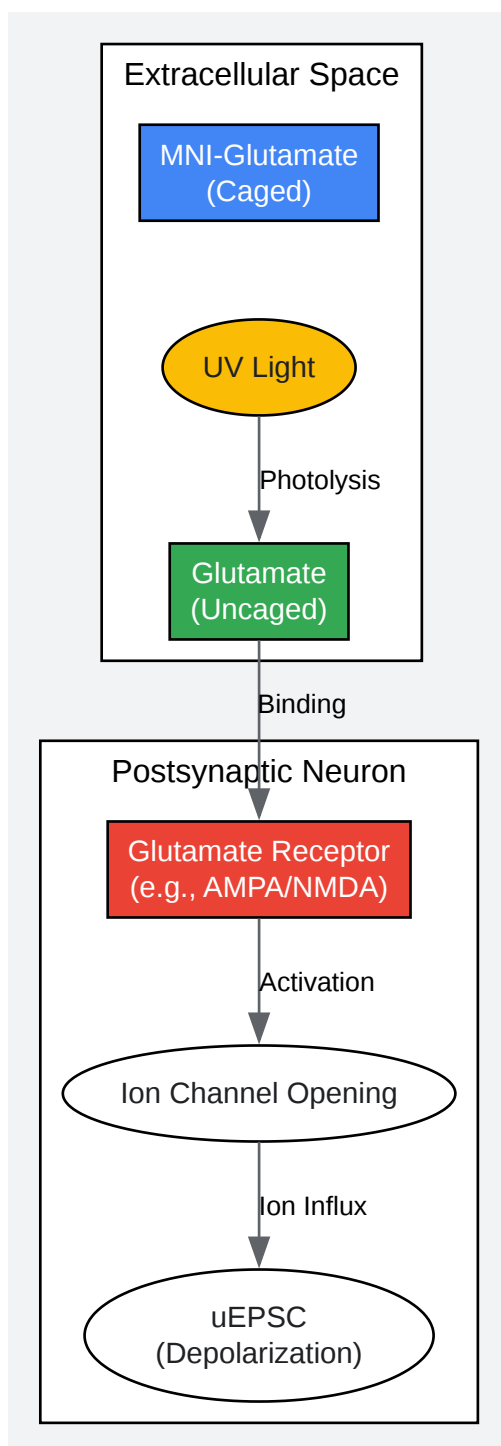 Extracellular Space
MNI-Glutamate
(Caged)
UV Light
Photolysis
Glutamate
(Uncaged)
Binding
Postsynaptic Neuron
Glutamate Receptor
(e.g., AMPA/NMDA)
Activation
Ion Channel Opening
Ion Influx
uEPSC
(Depolarization)